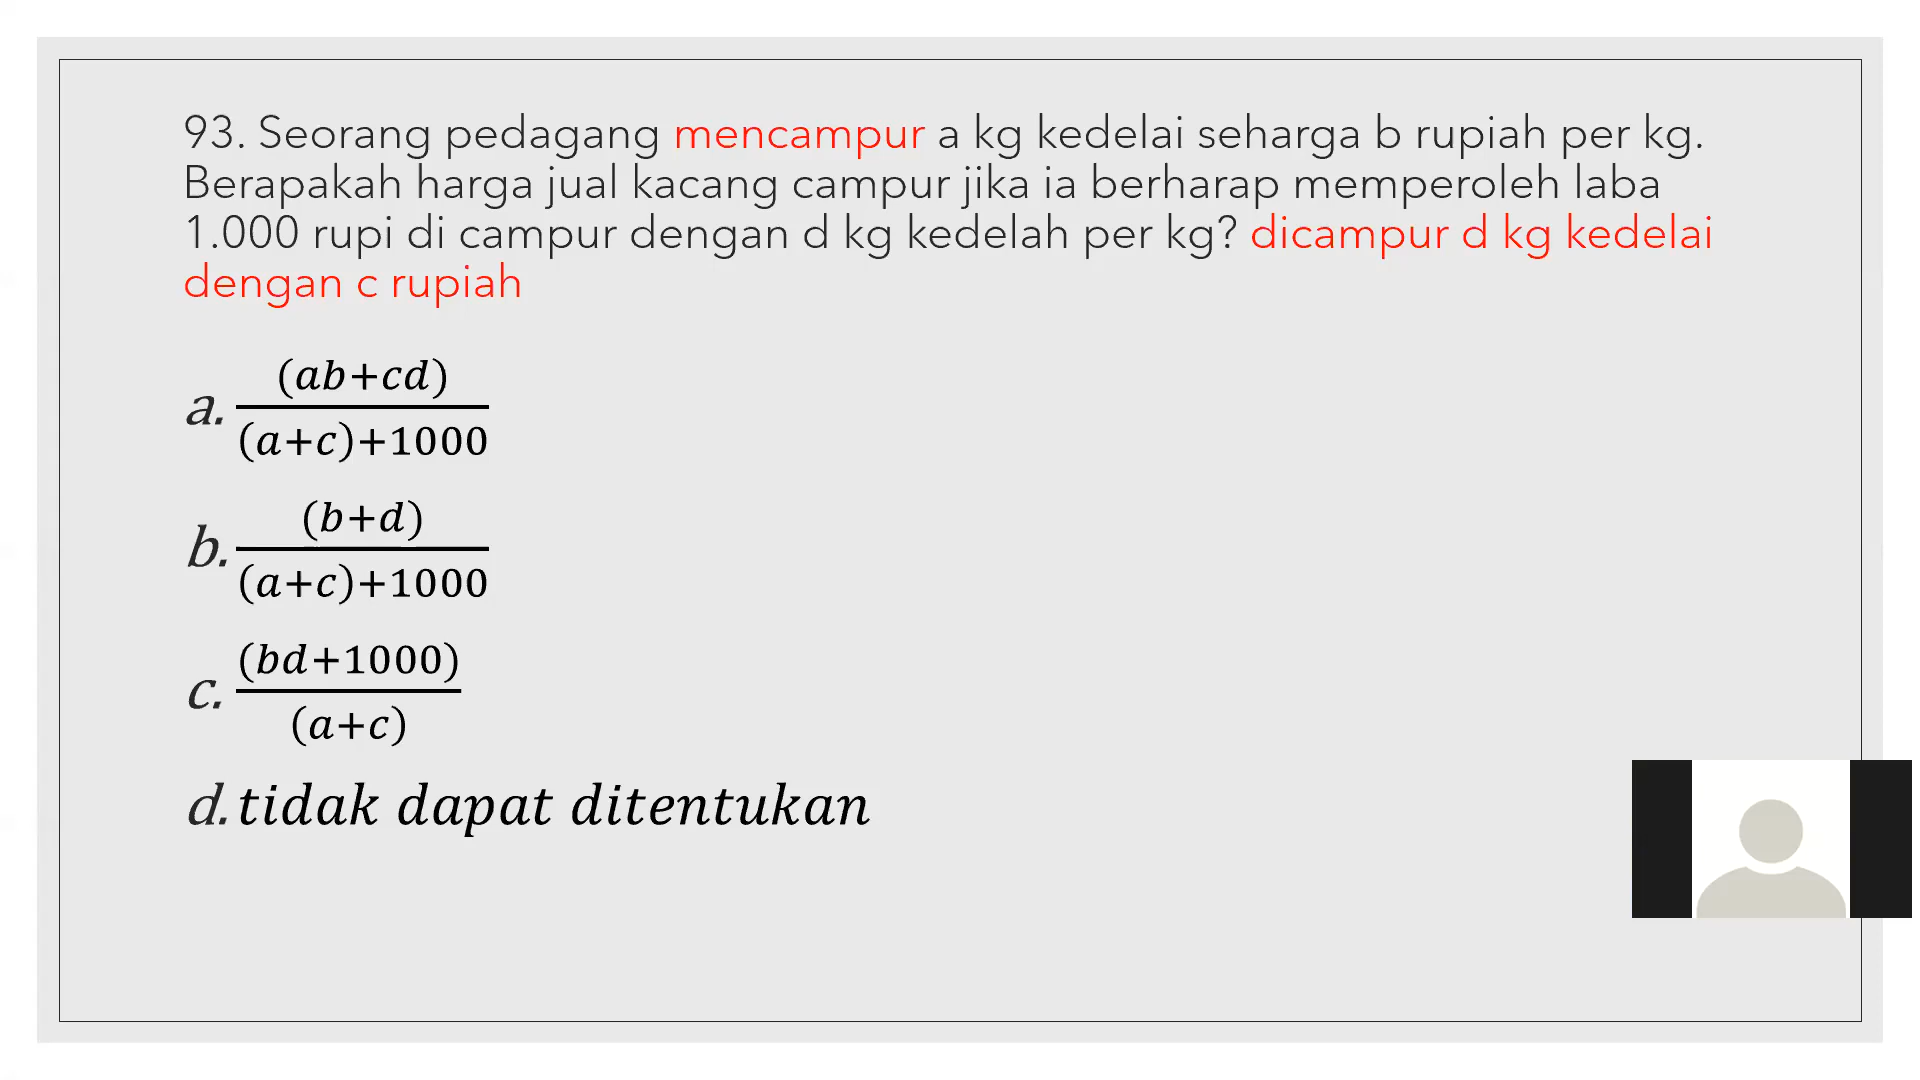 93. Seorang pedagang mencampur a kg kedelai seharga b rupiah per kg.
Berapakah harga jual kacang campur jika ia berharap memperoleh laba
1.000 rupi di campur dengan d kg kedelah per kg? dicampur d kg kedelai
dengan c rupiah
a. (ab+cd)
(a+c)+1000
b. (b+d)
(a+c)+1000
c. (bd+1000)
(a+c)
d. tidak dapat ditentukan